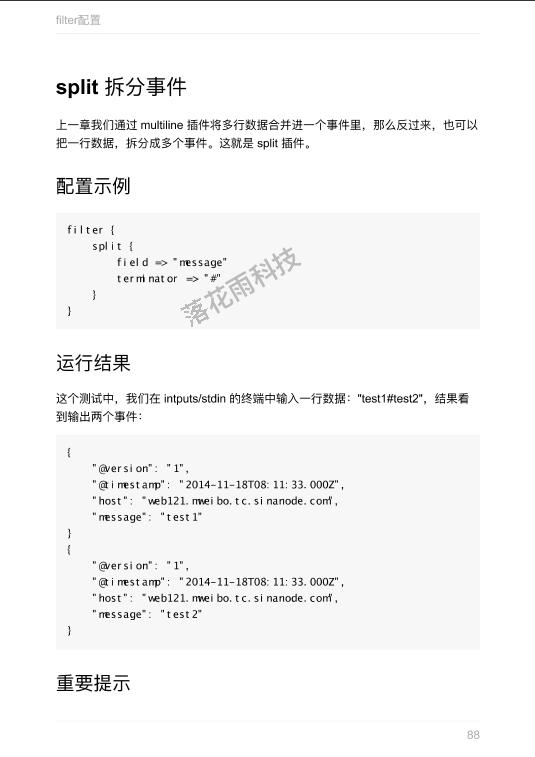 filter配置
split 拆分事件
上一章我们通过 multiline 插件将多行数据合并进一个事件里，那么反过来，也可以
把一行数据，拆分成多个事件。这就是 split 插件。
配置示例
filter {
    split {
        field => "message"
        terminator => "#"
    }
}
落花雨科技
运行结果
这个测试中，我们在 intputs/stdin 的终端中输入一行数据："test1#test2"，结果看
到输出两个事件：
{
    "@version": "1",
    "@timestamp": "2014-11-18T08:11:33.000Z",
    "host": "web121.mweibo.tc.sinanode.com",
    "message": "test1"
}
{
    "@version": "1",
    "@timestamp": "2014-11-18T08:11:33.000Z",
    "host": "web121.mweibo.tc.sinanode.com",
    "message": "test2"
}
重要提示
88